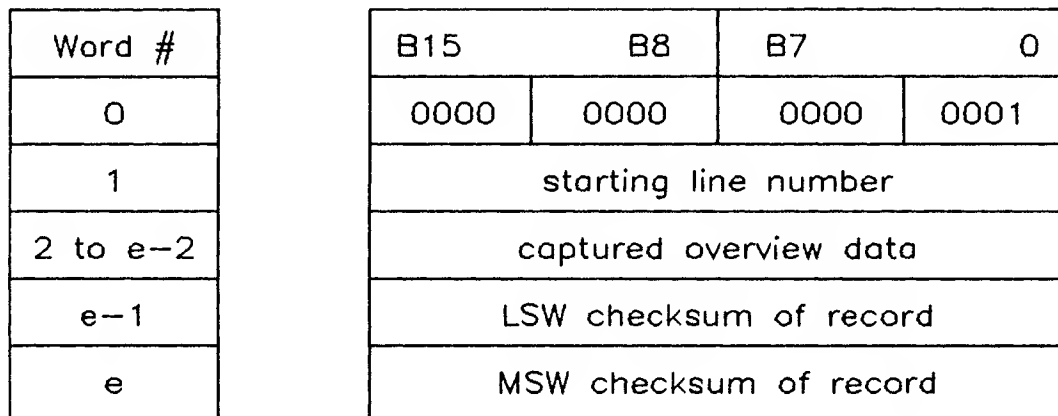 Word # B15 B8 B7 0
0 0000 0000 0000 0001
1 starting line number
2 to e-2 captured overview data
e-1 LSW checksum of record
e MSW checksum of record